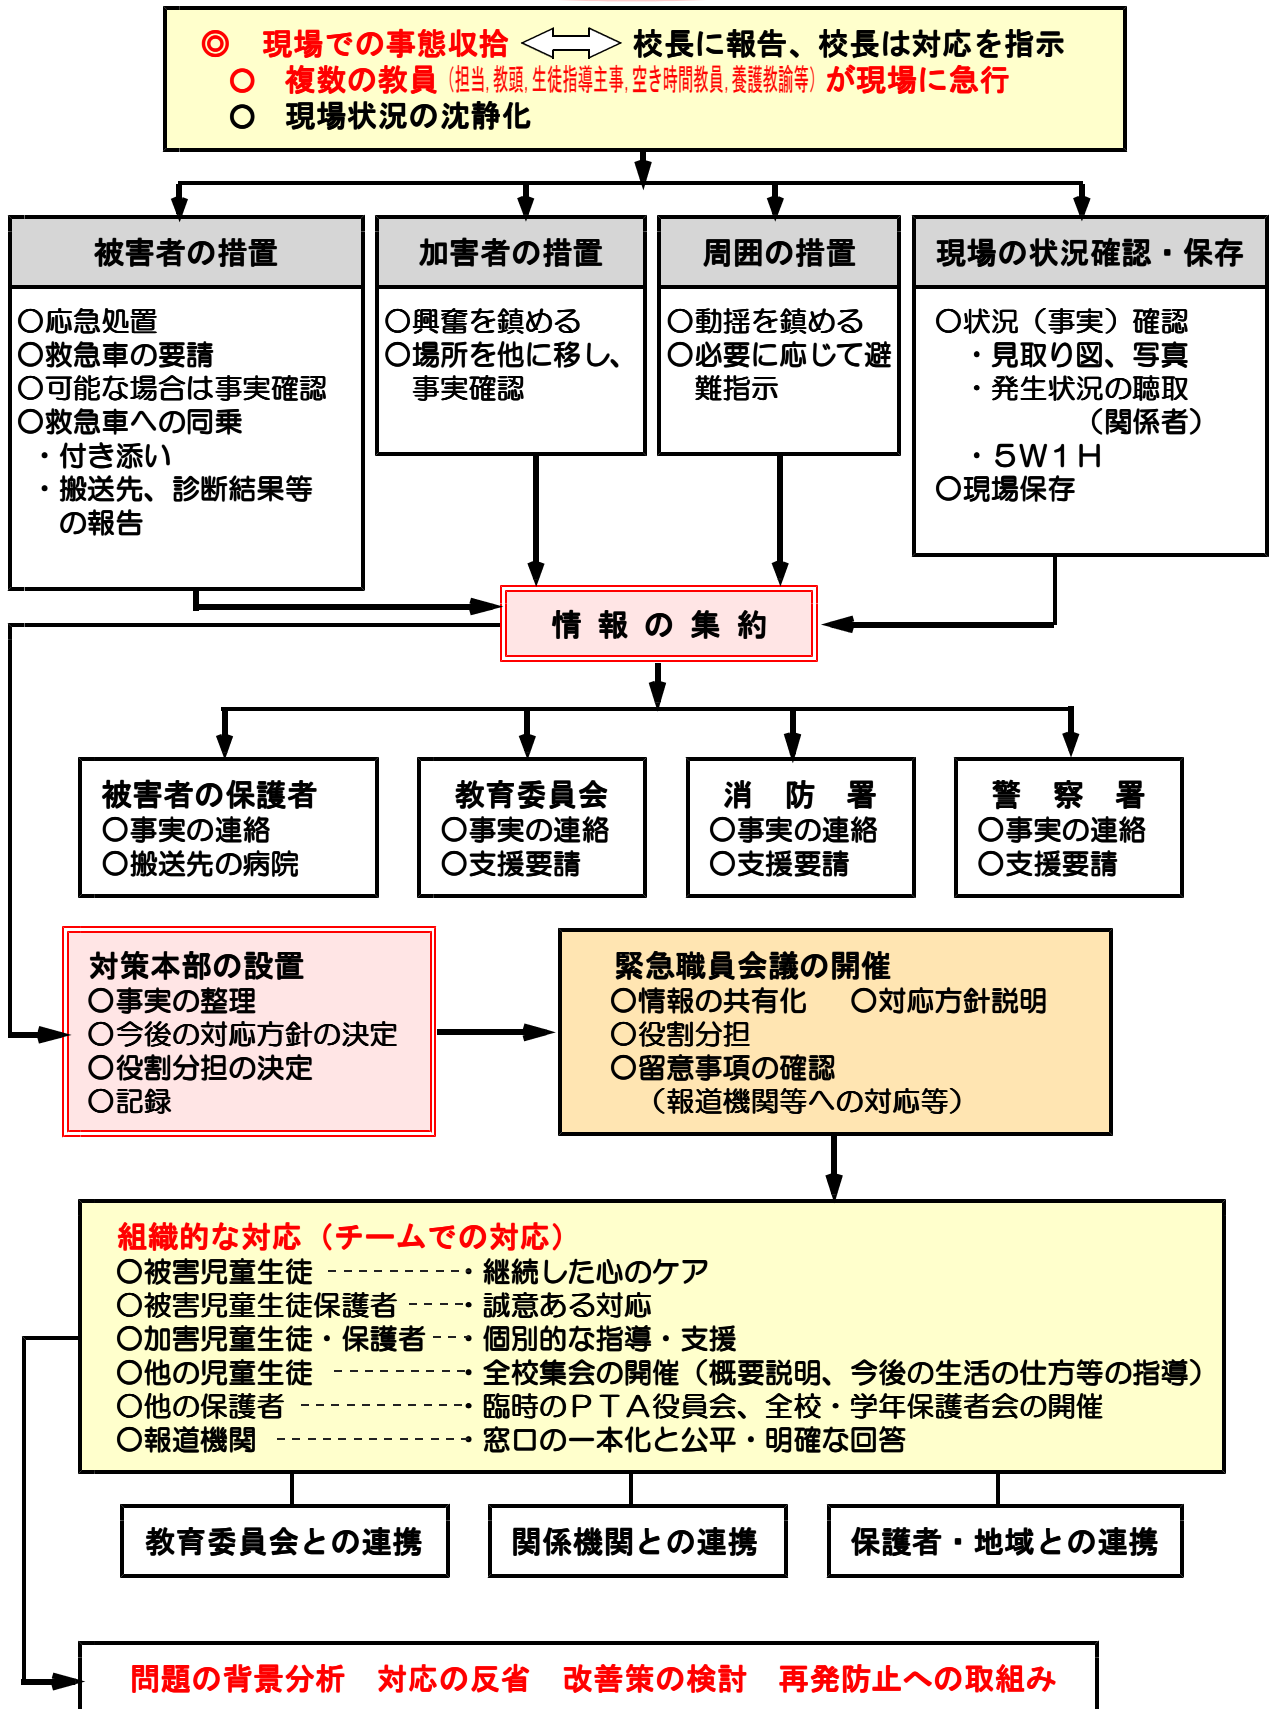 ◎　現場での事態収拾　校長に報告、校長は対応を指示
○　複数の教員（担当,教頭,生徒指導主事,空き時間教員,養護教諭等）が現場に急行
○　現場状況の沈静化
被害者の措置
○応急処置
○救急車の要請
○可能な場合は事実確認
○救急車への同乗
・付き添い
・搬送先、診断結果等
の報告
加害者の措置
○興奮を鎮める
○場所を他に移し、
事実確認
周囲の措置
○動揺を鎮める
○必要に応じて避
難指示
現場の状況確認・保存
○状況（事実）確認
・見取り図、写真
・発生状況の聴取
（関係者）
・５Ｗ１Ｈ
○現場保存
情報の集約
被害者の保護者
○事実の連絡
○搬送先の病院
教育委員会
○事実の連絡
○支援要請
消　防　署
○事実の連絡
○支援要請
警　察　署
○事実の連絡
○支援要請
対策本部の設置
○事実の整理
○今後の対応方針の決定
○役割分担の決定
○記録
緊急職員会議の開催
○情報の共有化　○対応方針説明
○役割分担
○留意事項の確認
（報道機関等への対応等）
組織的な対応（チームでの対応）
○被害児童生徒 ---------・継続した心のケア
○被害児童生徒保護者 ----・誠意ある対応
○加害児童生徒・保護者 ---・個別的な指導・支援
○他の児童生徒 ---------・全校集会の開催（概要説明、今後の生活の仕方等の指導）
○他の保護者 -----------・臨時のＰＴＡ役員会、全校・学年保護者会の開催
○報道機関 -------------・窓口の一本化と公平・明確な回答
教育委員会との連携
関係機関との連携
保護者・地域との連携
問題の背景分析　対応の反省　改善策の検討　再発防止への取組み